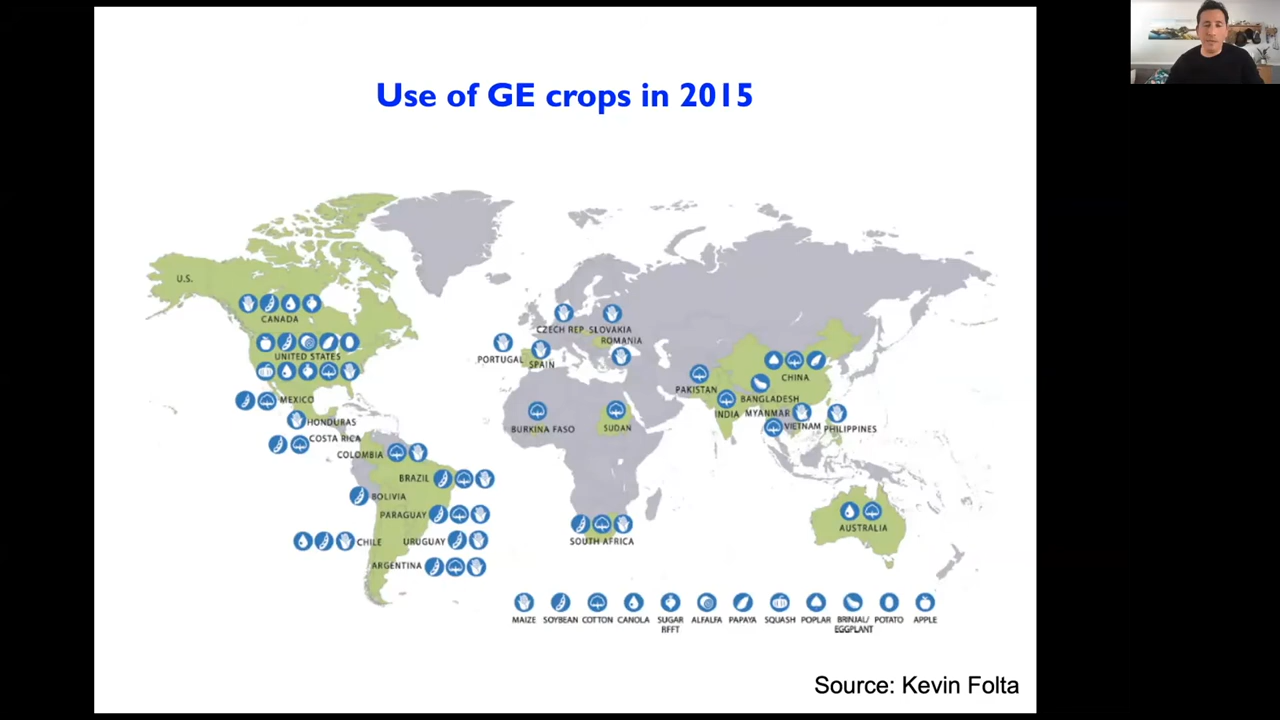 Use of GE crops in 2015
U.S.
CANADA
UNITED STATES
MEXICO
HONDURAS
COSTA RICA
COLOMBIA
BRAZIL
BOLIVIA
PARAGUAY
CHILE
URUGUAY
ARGENTINA
CZECH REP
SLOVAKIA
ROMANIA
PORTUGAL
SPAIN
BURKINA FASO
SUDAN
SOUTH AFRICA
PAKISTAN
CHINA
BANGLADESH
INDIA
MYANMAR
VIETNAM
PHILIPPINES
AUSTRALIA
MAIZE
SOYBEAN
COTTON
CANOLA
SUGAR
BEET
ALFALFA
PAPAYA
SQUASH
POPLAR
BRINJAL/
EGGPLANT
POTATO
APPLE
Source: Kevin Folta